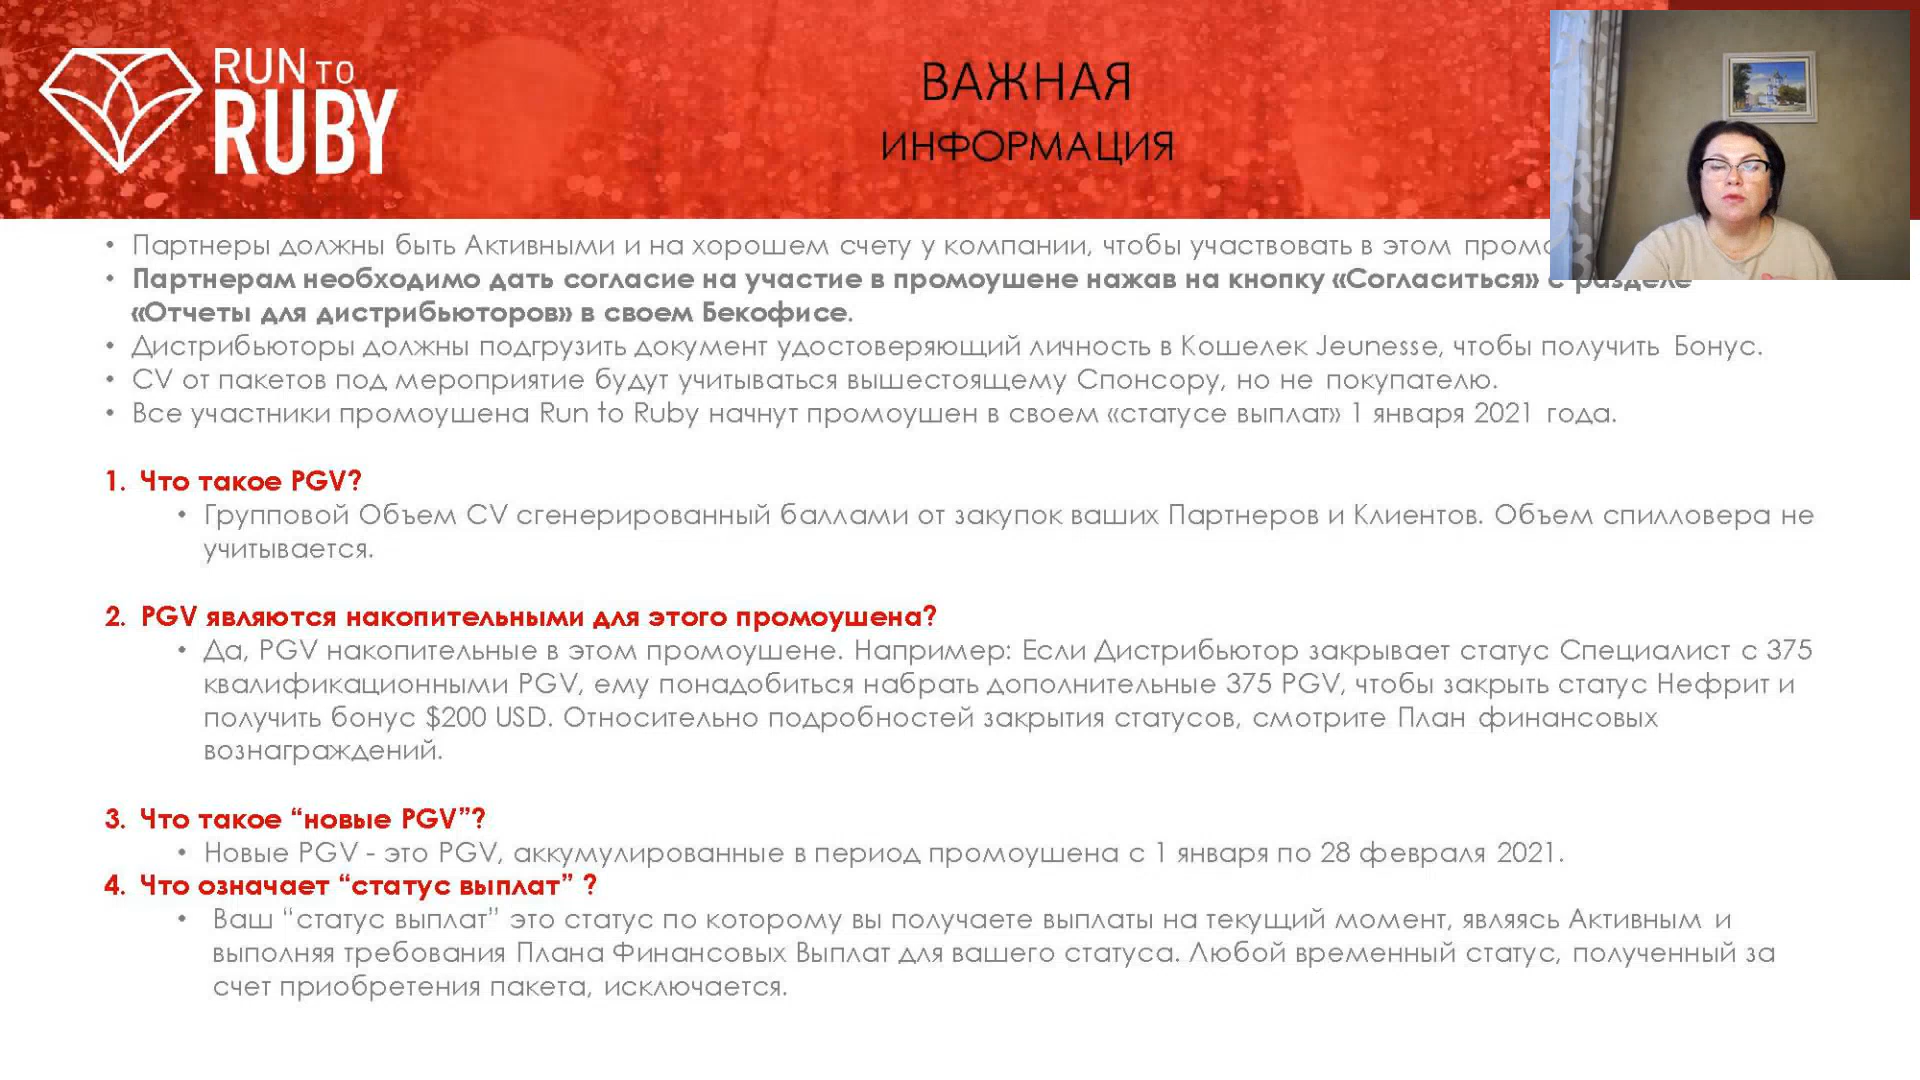 RUN TO
RUBY
ВАЖНАЯ
ИНФОРМАЦИЯ
• Партнеры должны быть Активными и на хорошем счету у компании, чтобы участвовать в этом
• Партнерам необходимо дать согласие на участие в промоушене нажав на кнопку «Согласиться» с разделе
«Отчеты для дистрибьюторов» в своем Бекофисе.
• Дистрибьюторы должны подгрузить документ удостоверяющий личность в Кошелек Jeunesse, чтобы получить Бонус.
• CV от пакетов под мероприятие будут учитываться вышестоящему Спонсору, но не покупателю.
• Все участники промоушена Run to Ruby начнут промоушен в своем «статусе выплат» 1 января 2021 года.
1. Что такое PGV?
• Групповой Объем CV сгенерированный баллами от закупок ваших Партнеров и Клиентов. Объем спилловера не
учитывается.
2. PGV являются накопительными для этого промоушена?
• Да, PGV накопительные в этом промоушене. Например: Если Дистрибьютор закрывает статус Специалист с 375
квалификационными PGV, ему понадобиться набрать дополнительные 375 PGV, чтобы закрыть статус Нефрит и
получить бонус $200 USD. Относительно подробностей закрытия статусов, смотрите План финансовых
вознаграждений.
3. Что такое “новые PGV”?
• Новые PGV - это PGV, аккумулированные в период промоушена с 1 января по 28 февраля 2021.
4. Что означает “статус выплат” ?
• Ваш “статус выплат” это статус по которому вы получаете выплаты на текущий момент, являясь Активным и
выполняя требования Плана Финансовых Выплат для вашего статуса. Любой временный статус, полученный за
счет приобретения пакета, исключается.